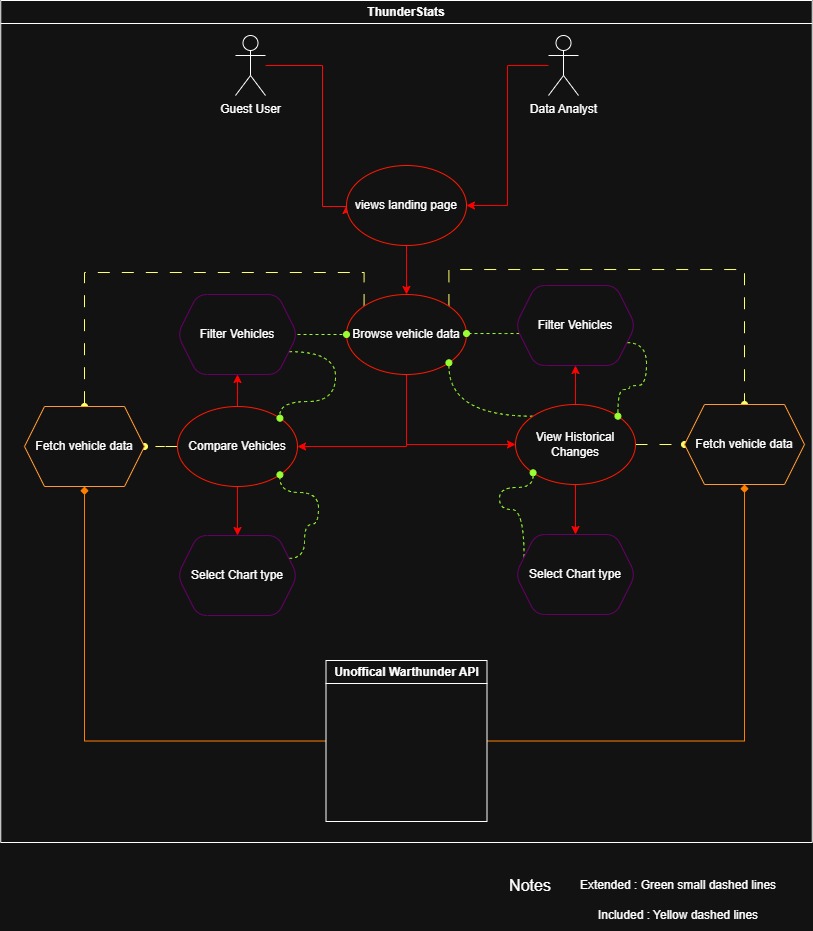 ThunderStats
Guest User
Data Analyst
views landing page
Filter Vehicles
Browse vehicle data
Filter Vehicles
Fetch vehicle data
Compare Vehicles
View Historical
Changes
Fetch vehicle data
Select Chart type
Select Chart type
Unoffical Warthunder API
Notes
Extended : Green small dashed lines
Included : Yellow dashed lines